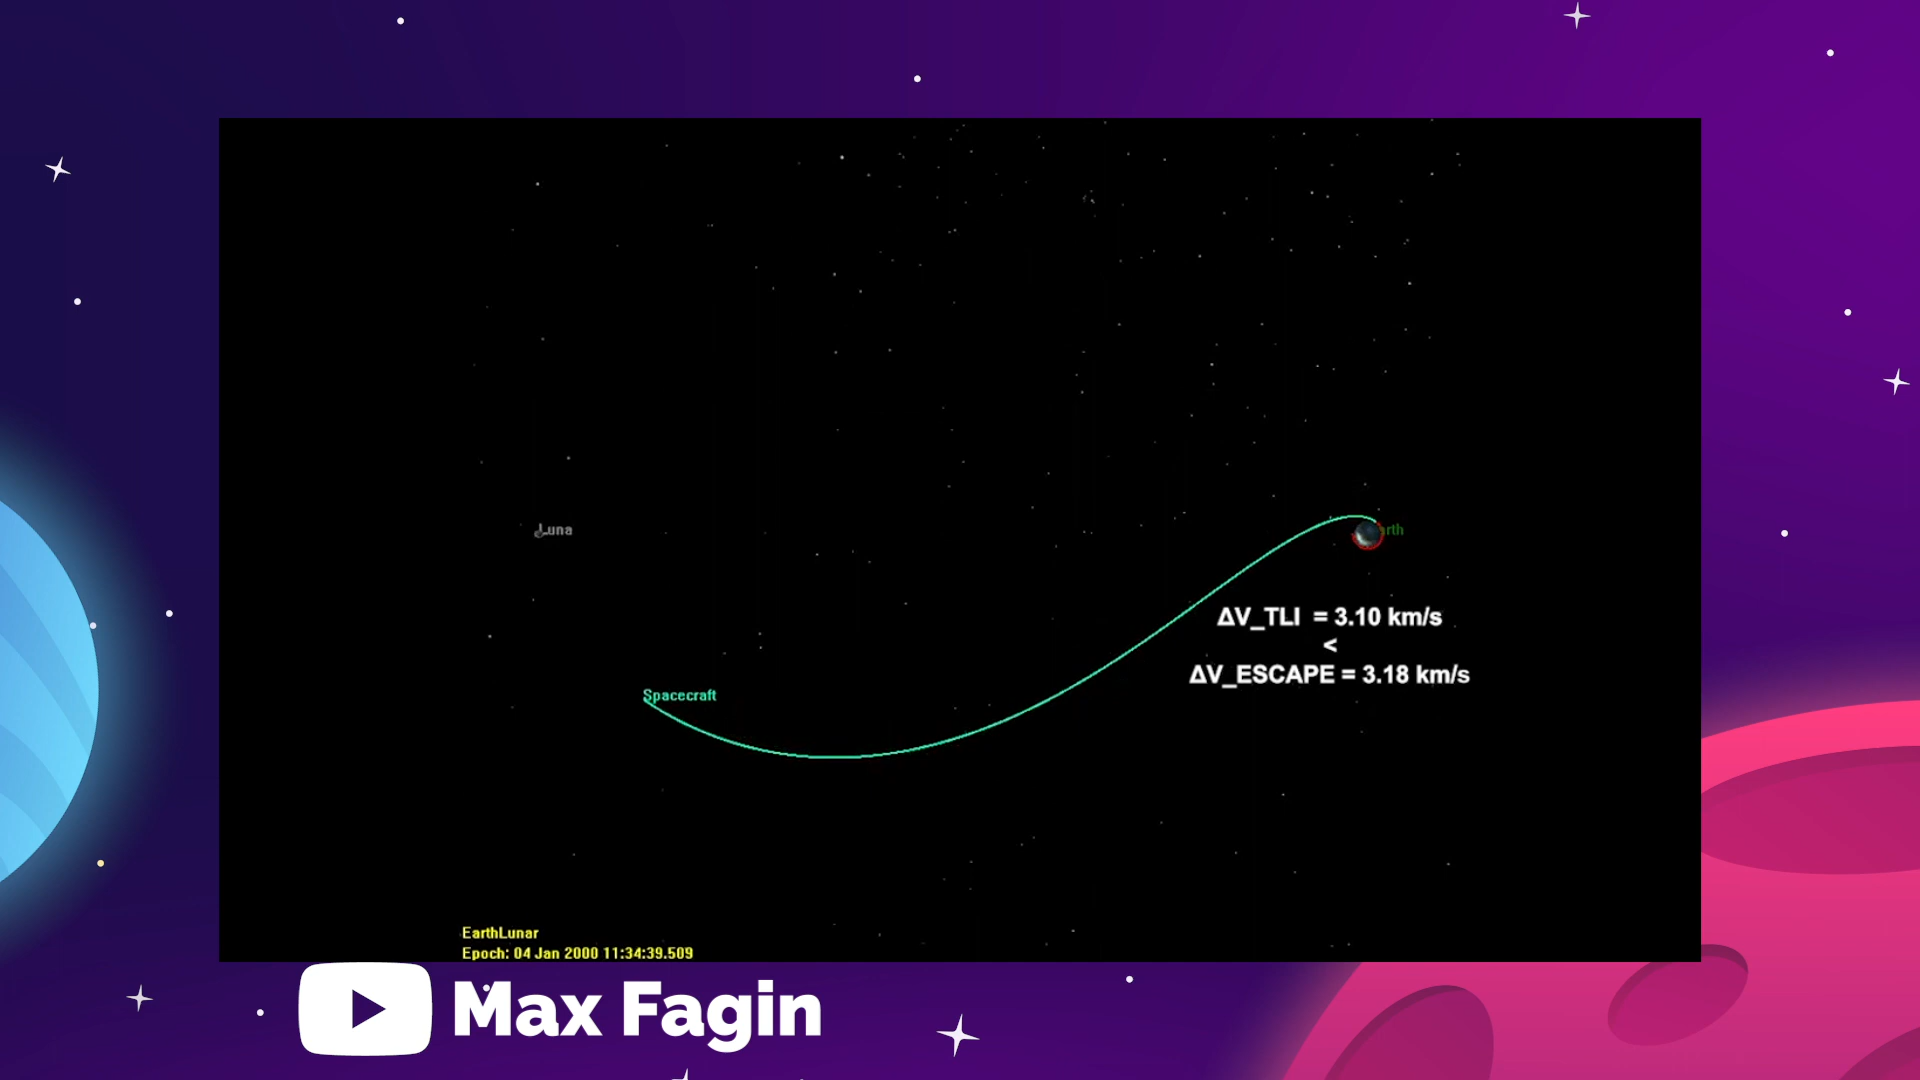 Luna
arth
ΔV_TLI = 3.10 km/s
<
ΔV_ESCAPE = 3.18 km/s
Spacecraft
EarthLunar
Epoch: 04 Jan 2000 11:34:39.509
Max Fagin